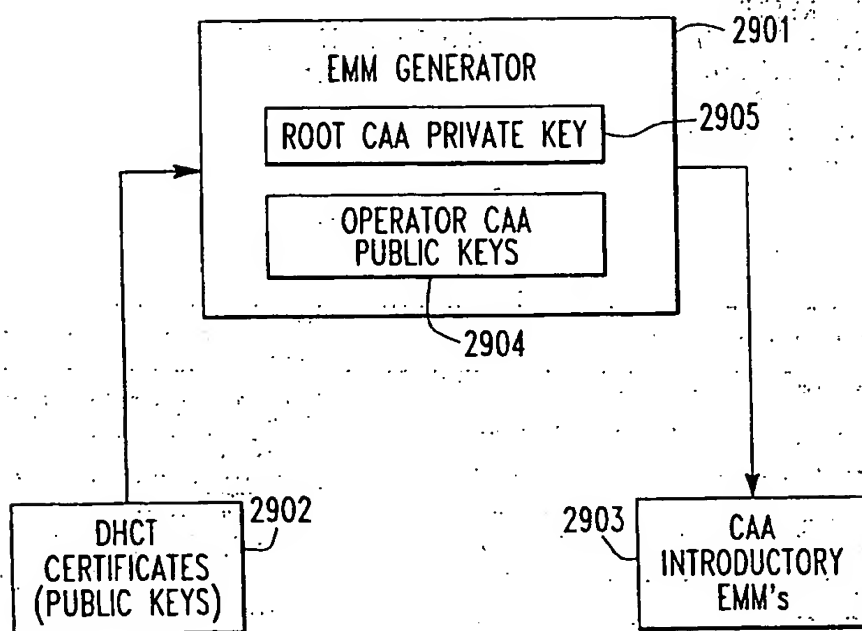 2901
EMM GENERATOR
2905
ROOT CAA PRIVATE KEY
OPERATOR CAA
PUBLIC KEYS
2904
2902
DHCT
CERTIFICATES
(PUBLIC KEYS)
2903
CAA
INTRODUCTORY
EMM's